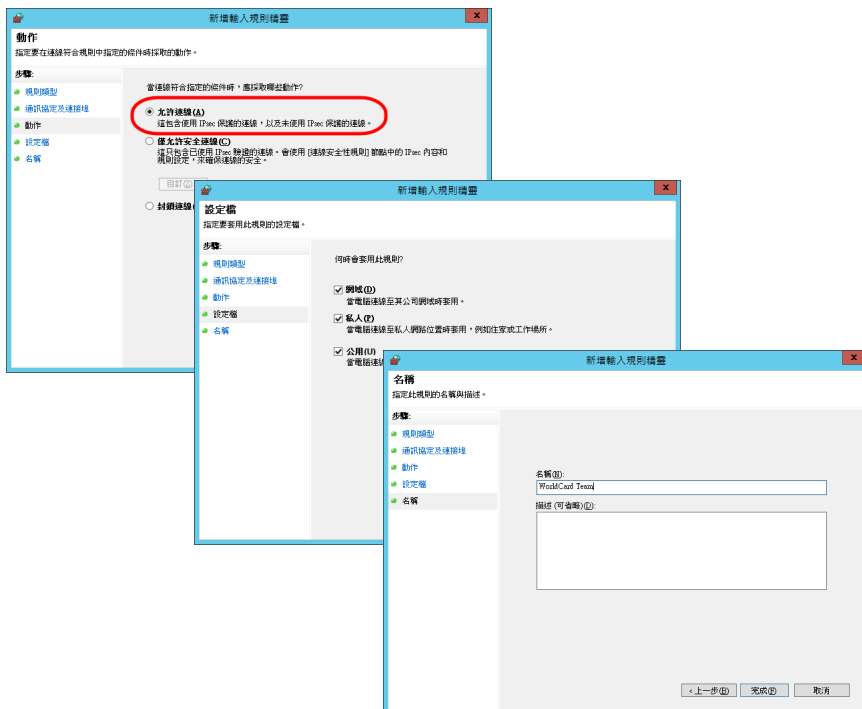 新增輸入規則精靈
x
動作
指定要在連線符合規則中指定的條件時採取的動作。
步驟:
規則類型
通訊協定及連接埠
動作
設定檔
名稱
當連線符合指定的條件時，應採取哪些動作?
允許連線(A)
這包含使用 IPsec 保護的連線，以及未使用 IPsec 保護的連線。
僅允許安全連線(C)
這只包含已使用 IPsec 驗證的連線。會使用 [連線安全性規則] 節點中的 IPsec 內容和
規則設定，來確保連線的安全。
自訂
封鎖連線
新增輸入規則精靈
x
設定檔
指定要套用此規則的設定檔。
步驟:
規則類型
通訊協定及連接埠
動作
設定檔
名稱
何時會套用此規則?
網域(D)
當電腦連線至其公司網域時套用。
私人(P)
當電腦連線至私人網路位置時套用，例如住家或工作場所。
公用(U)
當電腦連線
新增輸入規則精靈
x
名稱
指定此規則的名稱與描述。
步驟:
規則類型
通訊協定及連接埠
動作
設定檔
名稱
名稱(N):
WorldCard Team
描述 (可省略)(D):
<上一步(B)
完成(F)
取消